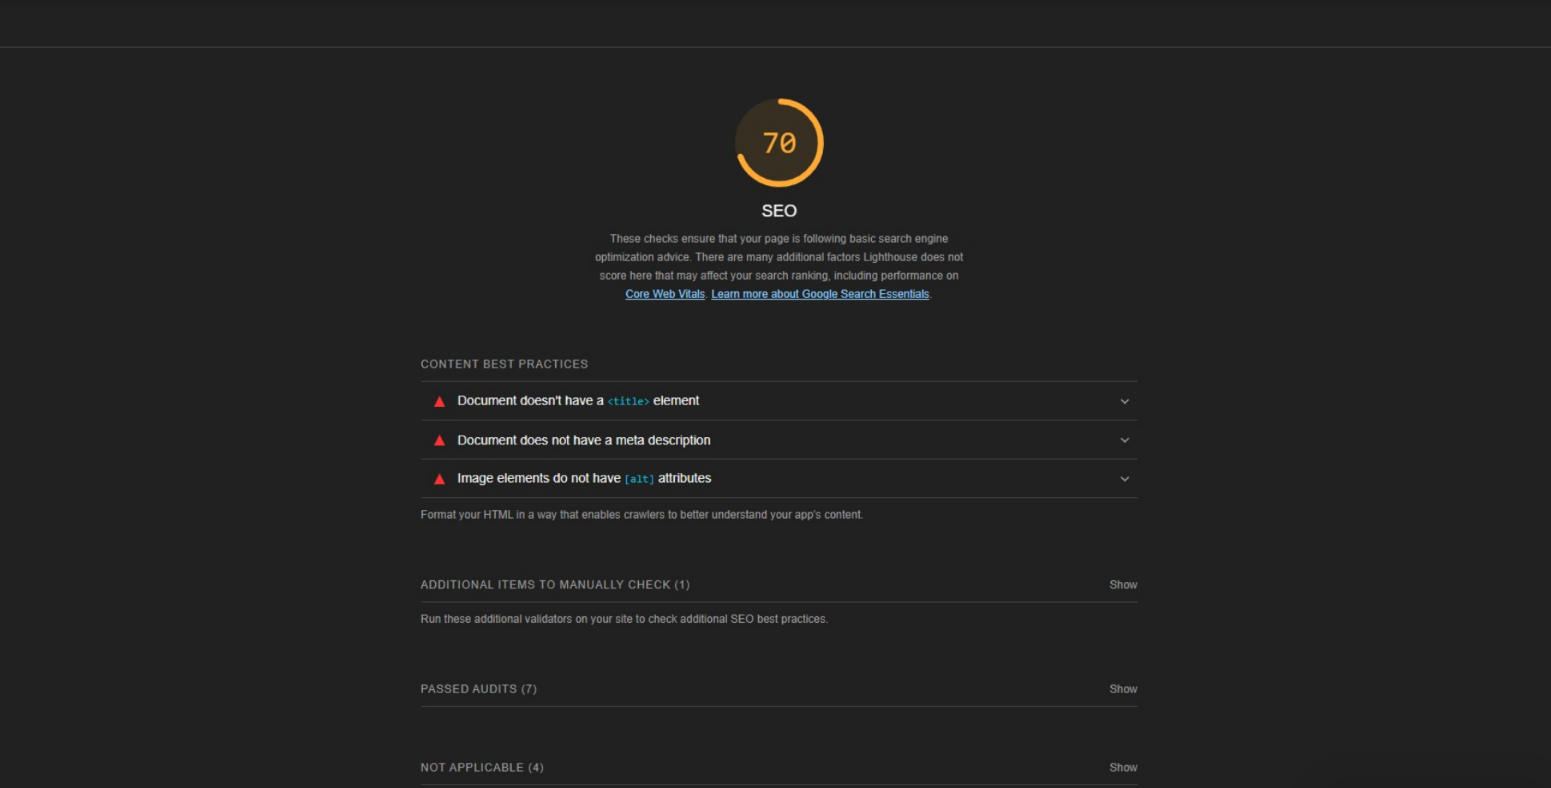 70
SEO
These checks ensure that your page is following basic search engine
optimization advice. There are many additional factors Lighthouse does not
score here that may affect your search ranking, including performance on
Core Web Vitals. Learn more about Google Search Essentials.
CONTENT BEST PRACTICES
Document doesn't have a <title> element
Document does not have a meta description
Image elements do not have [alt] attributes
Format your HTML in a way that enables crawlers to better understand your app's content.
ADDITIONAL ITEMS TO MANUALLY CHECK (1) Show
Run these additional validators on your site to check additional SEO best practices.
PASSED AUDITS (7) Show
NOT APPLICABLE (4) Show